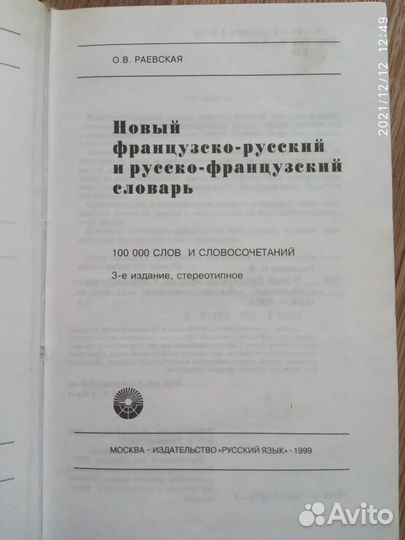 О.В. РАЕВСКАЯ
Новый
французско-русский
и русско-французский
словарь
100 000 СЛОВ И СЛОВОСОЧЕТАНИЙ
3-е издание, стереотипное
МОСКВА · ИЗДАТЕЛЬСТВО «РУССКИЙ ЯЗЫК» · 1999
2021/12/12 12:49
Avito